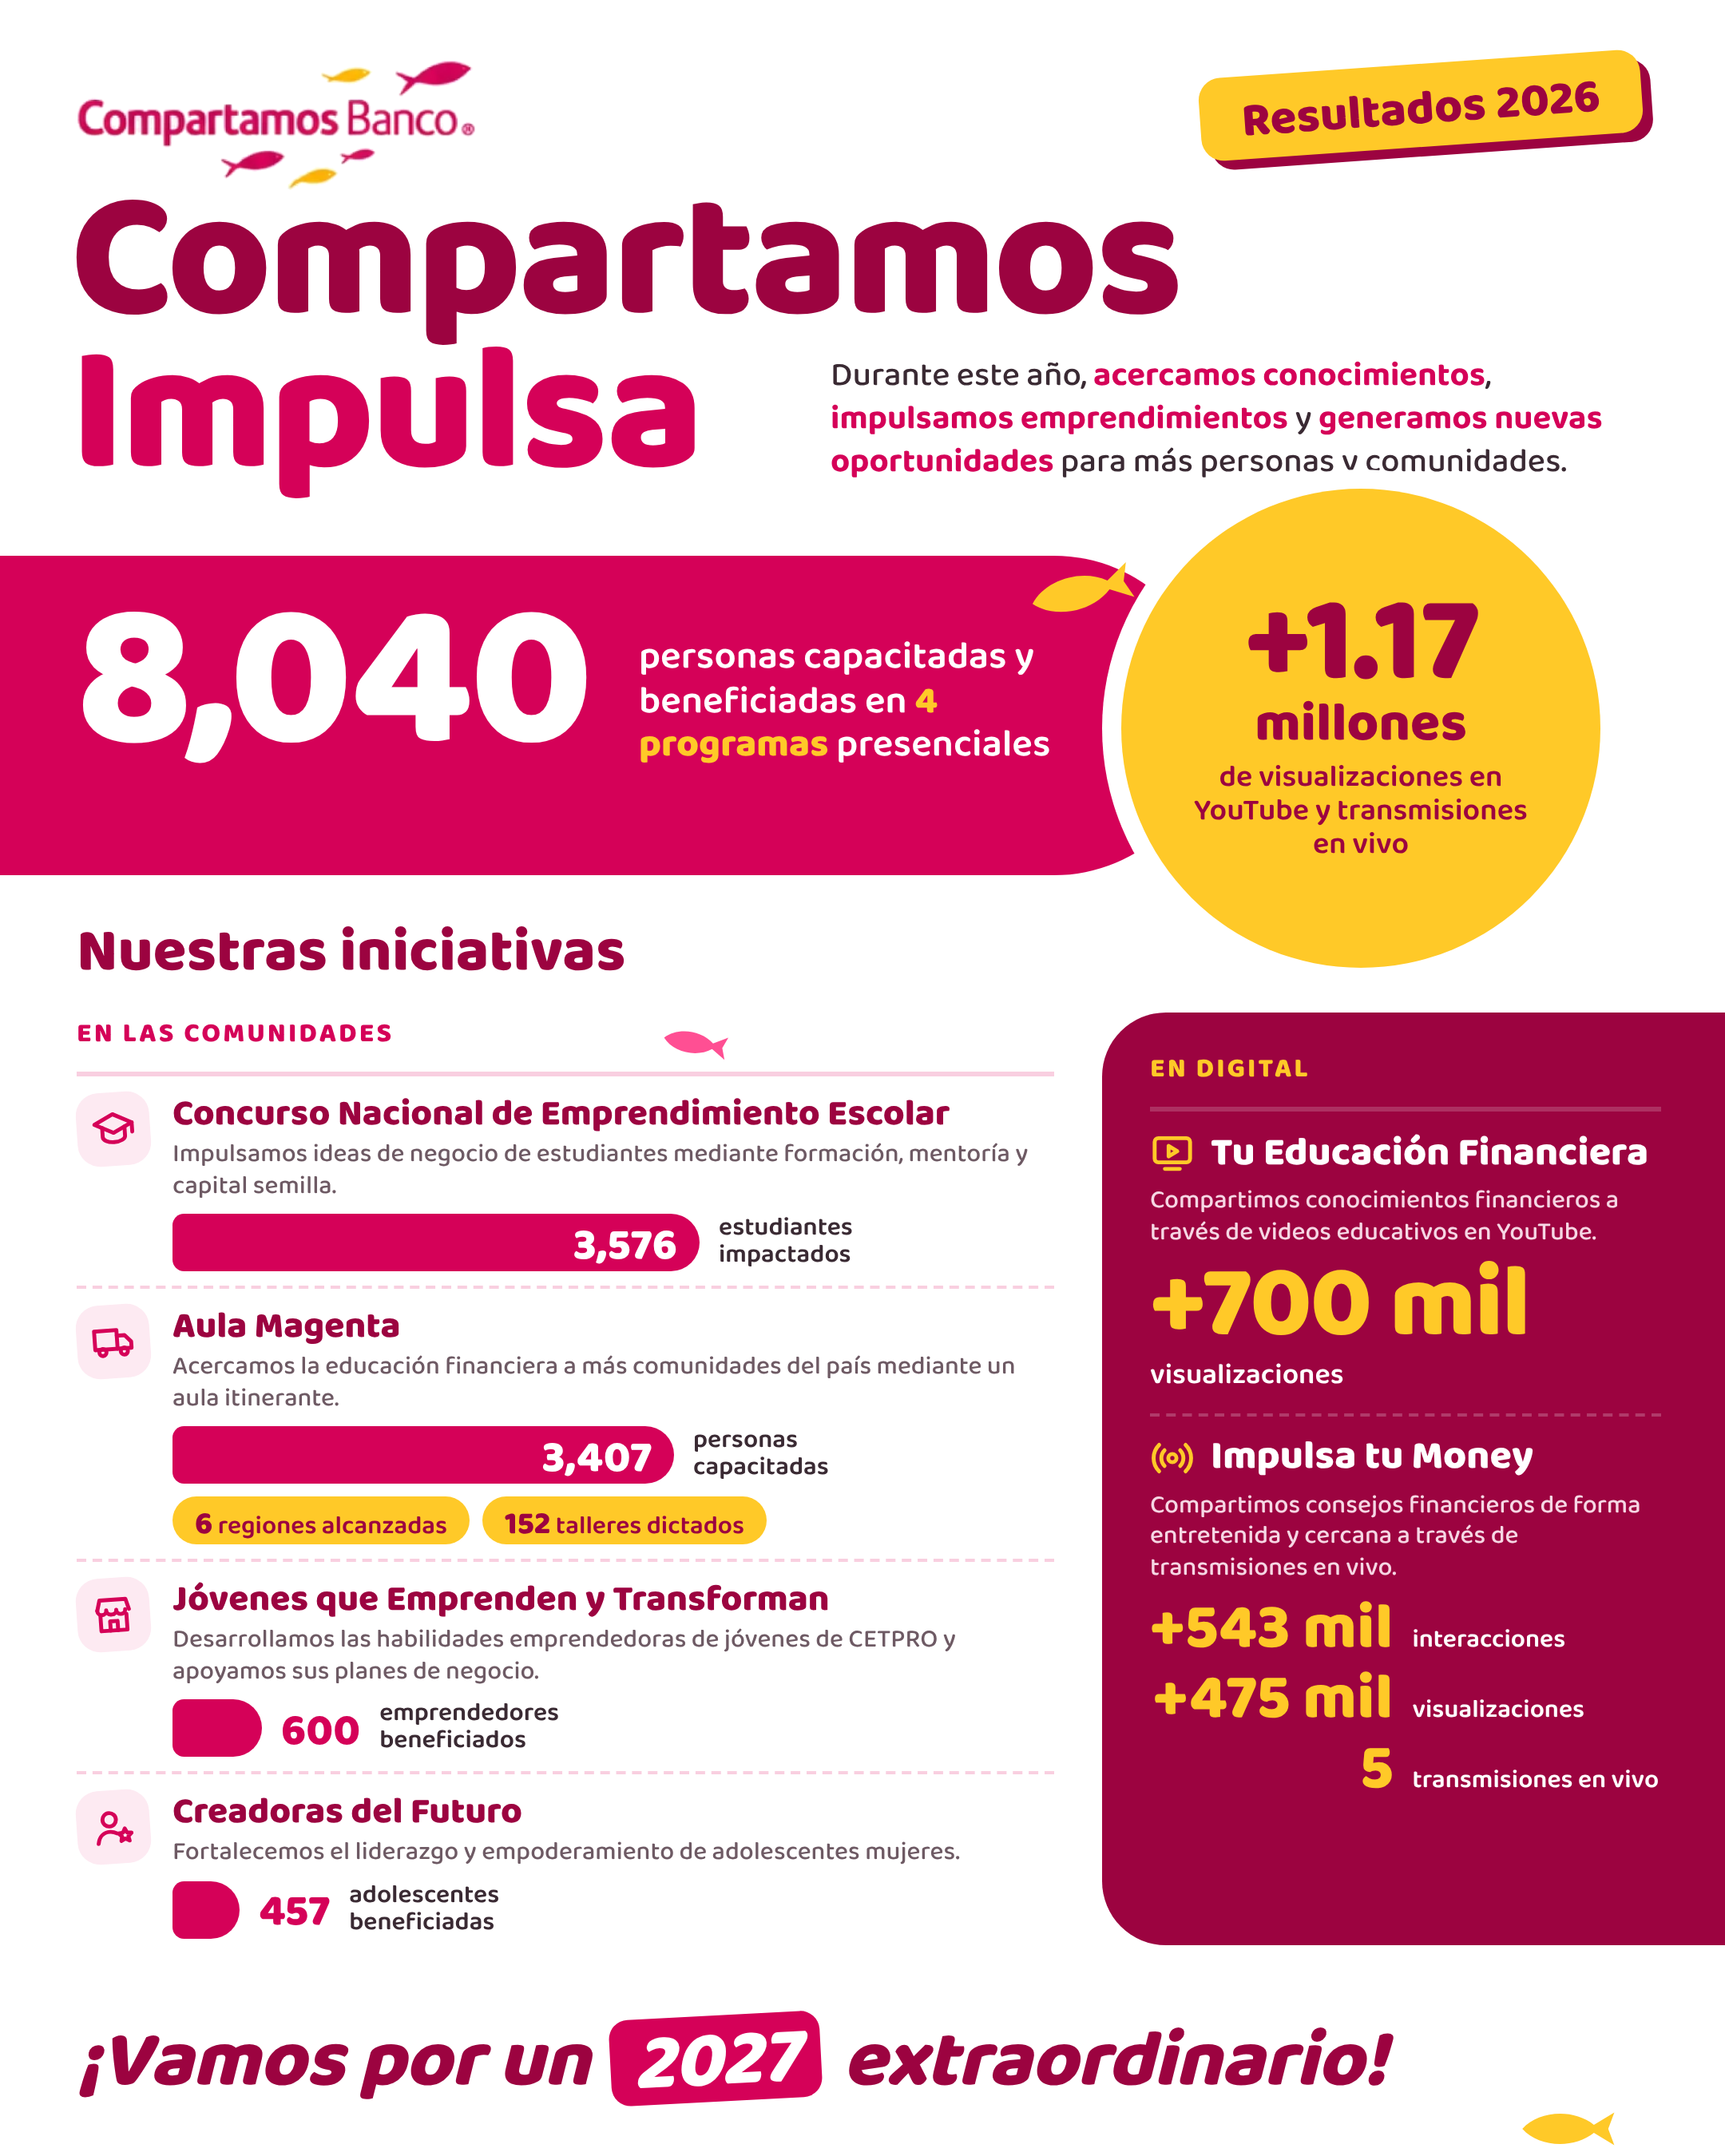 Compartamos Banco®
Resultados 2026
Compartamos
Impulsa
Durante este año, acercamos conocimientos,
impulsamos emprendimientos y generamos nuevas
oportunidades para más personas y comunidades.
8,040
personas capacitadas y
beneficiadas en 4
programas presenciales
+1.17
millones
de visualizaciones en
YouTube y transmisiones
en vivo
Nuestras iniciativas
EN LAS COMUNIDADES
Concurso Nacional de Emprendimiento Escolar
Impulsamos ideas de negocio de estudiantes mediante formación, mentoría y
capital semilla.
3,576
estudiantes
impactados
Aula Magenta
Acercamos la educación financiera a más comunidades del país mediante un
aula itinerante.
3,407
personas
capacitadas
6 regiones alcanzadas
152 talleres dictados
Jóvenes que Emprenden y Transforman
Desarrollamos las habilidades emprendedoras de jóvenes de CETPRO y
apoyamos sus planes de negocio.
600
emprendedores
beneficiados
Creadoras del Futuro
Fortalecemos el liderazgo y empoderamiento de adolescentes mujeres.
457
adolescentes
beneficiadas
EN DIGITAL
Tu Educación Financiera
Compartimos conocimientos financieros a
través de videos educativos en YouTube.
+700 mil
visualizaciones
Impulsa tu Money
Compartimos consejos financieros de forma
entretenida y cercana a través de
transmisiones en vivo.
+543 mil interacciones
+475 mil visualizaciones
5 transmisiones en vivo
¡Vamos por un 2027 extraordinario!